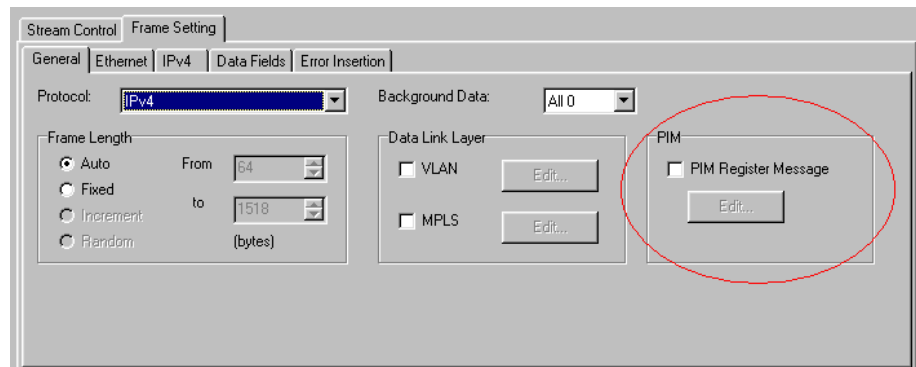 Stream Control Frame Setting
General Ethernet IPv4 Data Fields Error Insertion
Protocol: IPv4 Background Data: All 0
Frame Length Data Link Layer PIM
Auto From 64 VLAN Edit... PIM Register Message
Fixed Edit...
Increment to 1518 MPLS Edit...
Random (bytes)